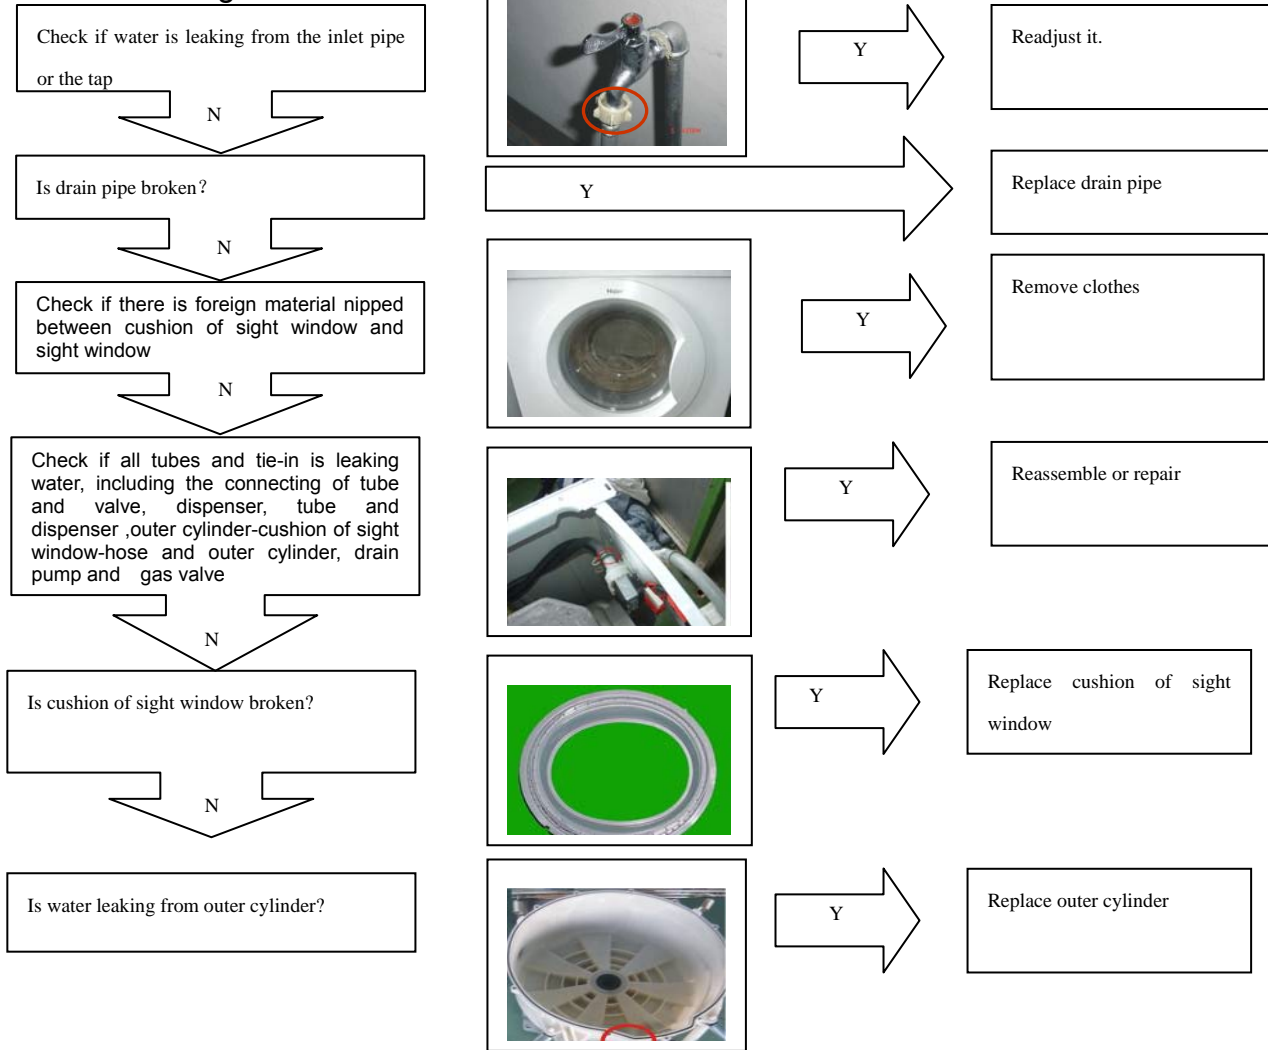 Check if water is leaking from the inlet pipe
or the tap
Y
Readjust it.
N
Is drain pipe broken?
Y
Replace drain pipe
N
Check if there is foreign material nipped
between cushion of sight window and
sight window
Haier
Y
Remove clothes
N
Check if all tubes and tie-in is leaking
water, including the connecting of tube
and valve, dispenser, tube and
dispenser ,outer cylinder-cushion of sight
window-hose and outer cylinder, drain
pump and gas valve
Y
Reassemble or repair
N
Is cushion of sight window broken?
Y
Replace cushion of sight
window
N
Is water leaking from outer cylinder?
Y
Replace outer cylinder